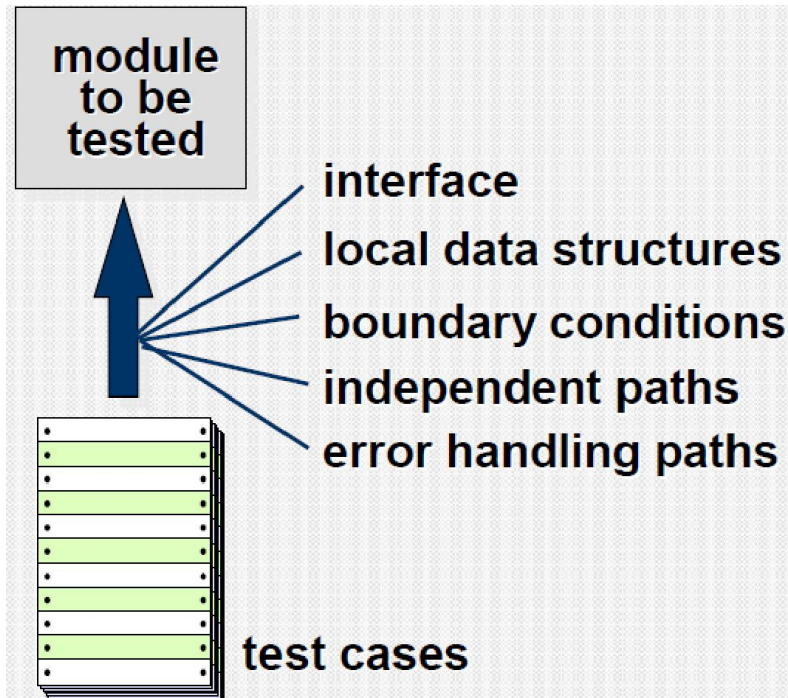 module
to be
tested
interface
local data structures
boundary conditions
independent paths
error handling paths
test cases